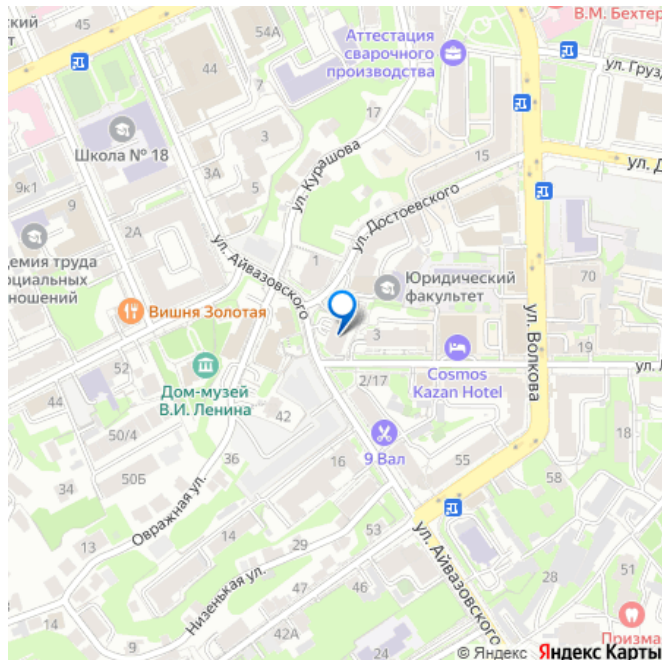 ский
т
45
54А
Аттестация
сварочного
производства
В.М. Бехтер
ул. Груз
44
17
Школа № 18
3
ул. Курашова
15
ул. Д
3А
5
9к1
9
ул. Достоевского
2А
ул. Айвазовского
1
демия труда
оциальных
ношений
Юридический
факультет
70
Вишня Золотая
3
ул. Волкова
19
52
Cosmos
Kazan Hotel
ул. Л
Дом-музей
В.И. Ленина
2/17
42
50/4
9 Вал
18
36
16
55
50Б
58
34
Овражная ул.
14
53
13
29
ул. Айвазовского
Низенькая ул.
28
51
14
47
46
9
42А
24
Призма
© Яндекс Яндекс Карты